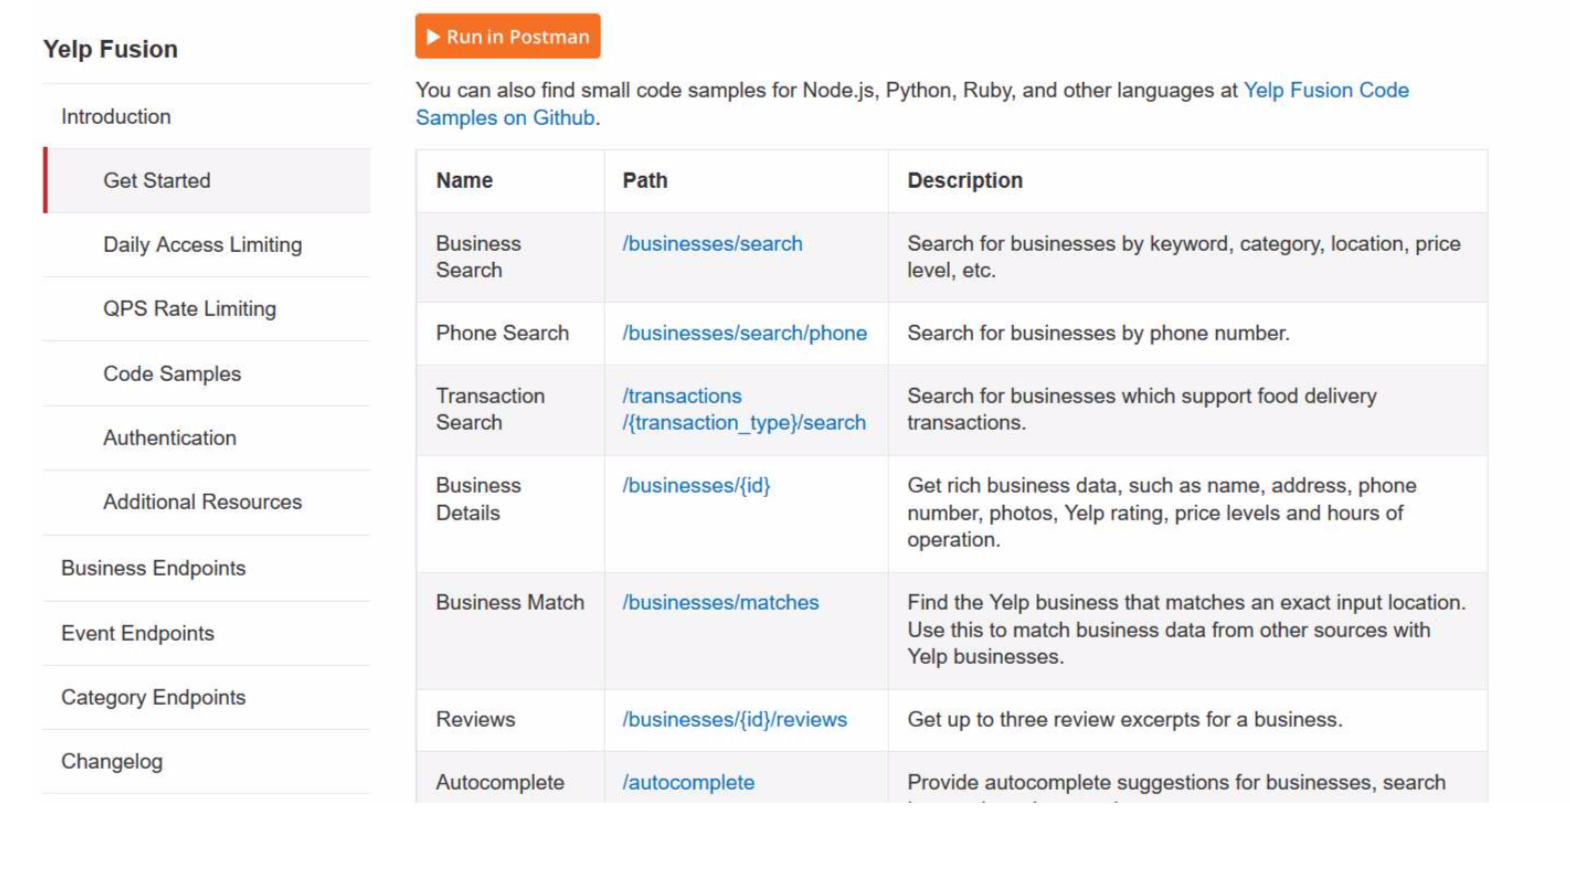 Yelp Fusion
Introduction
Get Started
Daily Access Limiting
QPS Rate Limiting
Code Samples
Authentication
Additional Resources
Business Endpoints
Event Endpoints
Category Endpoints
Changelog
Run in Postman
You can also find small code samples for Node.js, Python, Ruby, and other languages at Yelp Fusion Code
Samples on Github.
Name Path Description
Business
Search
/businesses/search
Search for businesses by keyword, category, location, price
level, etc.
Phone Search
/businesses/search/phone
Search for businesses by phone number.
Transaction
Search
/transactions
/{transaction_type}/search
Search for businesses which support food delivery
transactions.
Business
Details
/businesses/{id}
Get rich business data, such as name, address, phone
number, photos, Yelp rating, price levels and hours of
operation.
Business Match
/businesses/matches
Find the Yelp business that matches an exact input location.
Use this to match business data from other sources with
Yelp businesses.
Reviews
/businesses/{id}/reviews
Get up to three review excerpts for a business.
Autocomplete
/autocomplete
Provide autocomplete suggestions for businesses, search